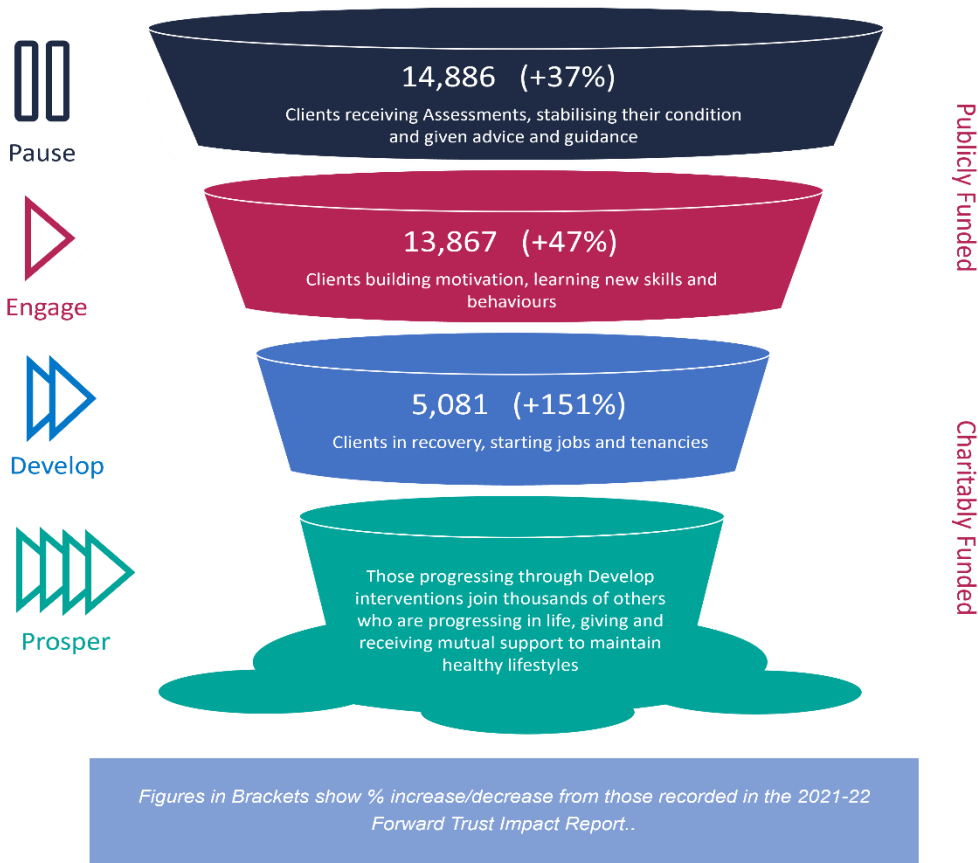 Pause
14,886 (+37%)
Clients receiving Assessments, stabilising their condition
and given advice and guidance
Publicly Funded
Engage
13,867 (+47%)
Clients building motivation, learning new skills and
behaviours
Develop
5,081 (+151%)
Clients in recovery, starting jobs and tenancies
Charitably Funded
Prosper
Those progressing through Develop
interventions join thousands of others
who are progressing in life, giving and
receiving mutual support to maintain
healthy lifestyles
Figures in Brackets show % increase/decrease from those recorded in the 2021-22
Forward Trust Impact Report..